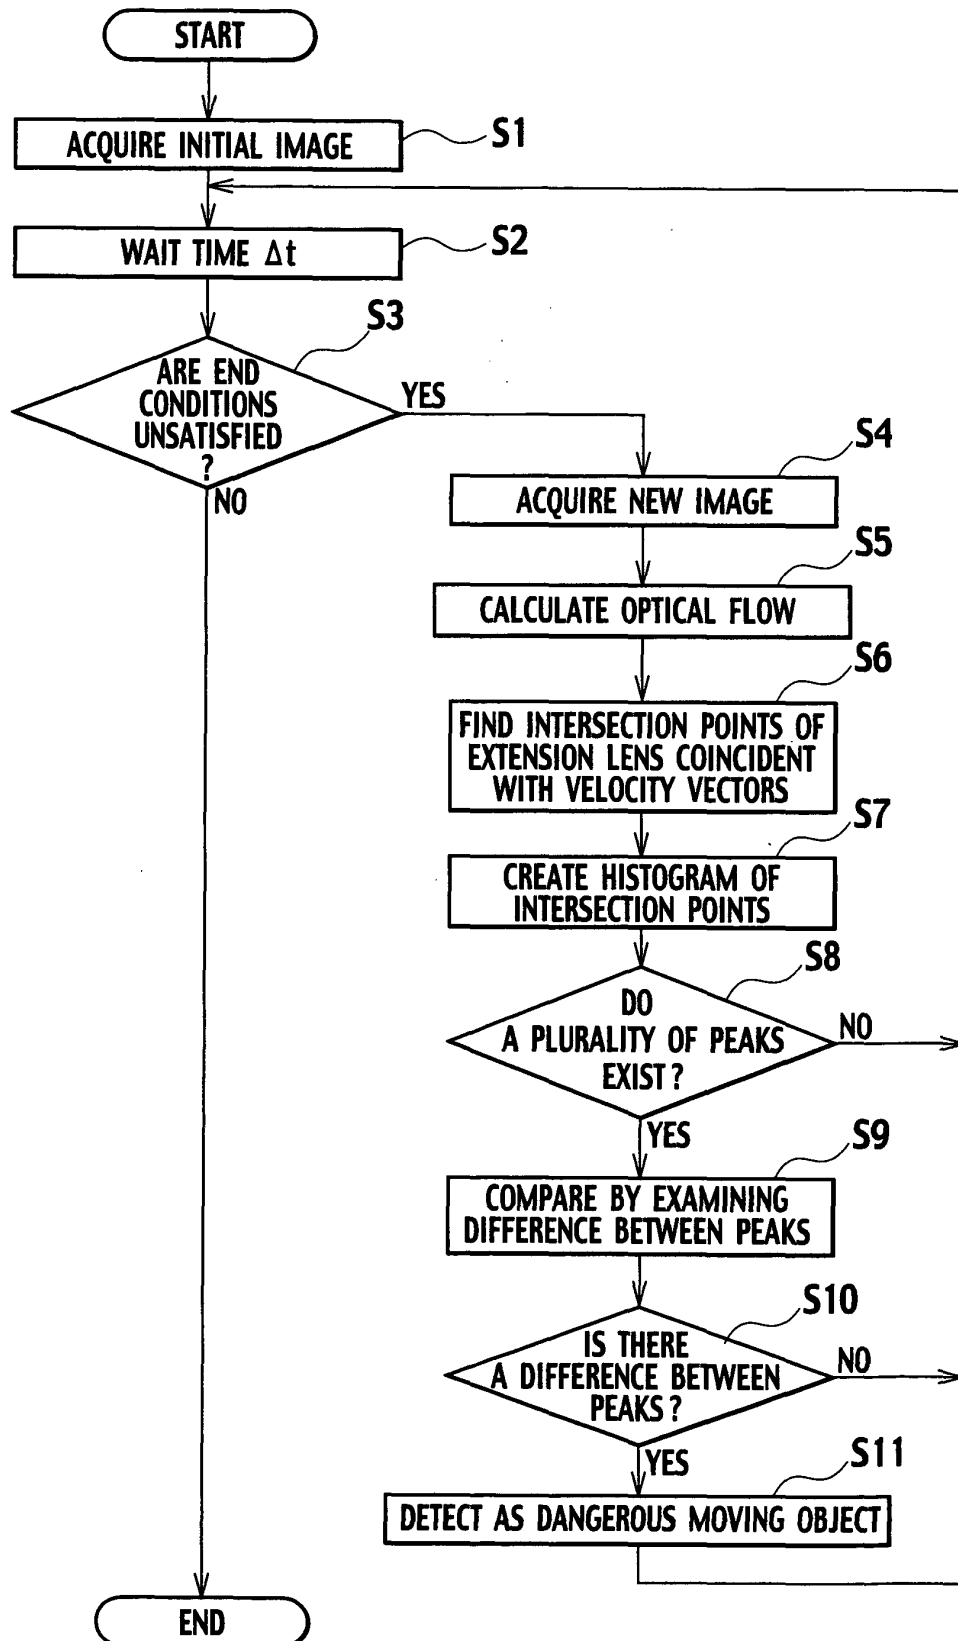 START
ACQUIRE INITIAL IMAGE
S1
WAIT TIME Δt
S2
S3
ARE END
CONDITIONS
UNSATISFIED
?
YES
NO
S4
ACQUIRE NEW IMAGE
S5
CALCULATE OPTICAL FLOW
S6
FIND INTERSECTION POINTS OF
EXTENSION LENS COINCIDENT
WITH VELOCITY VECTORS
S7
CREATE HISTOGRAM OF
INTERSECTION POINTS
S8
DO
A PLURALITY OF PEAKS
EXIST?
NO
YES
S9
COMPARE BY EXAMINING
DIFFERENCE BETWEEN PEAKS
S10
IS THERE
A DIFFERENCE BETWEEN
PEAKS?
NO
YES
S11
DETECT AS DANGEROUS MOVING OBJECT
END